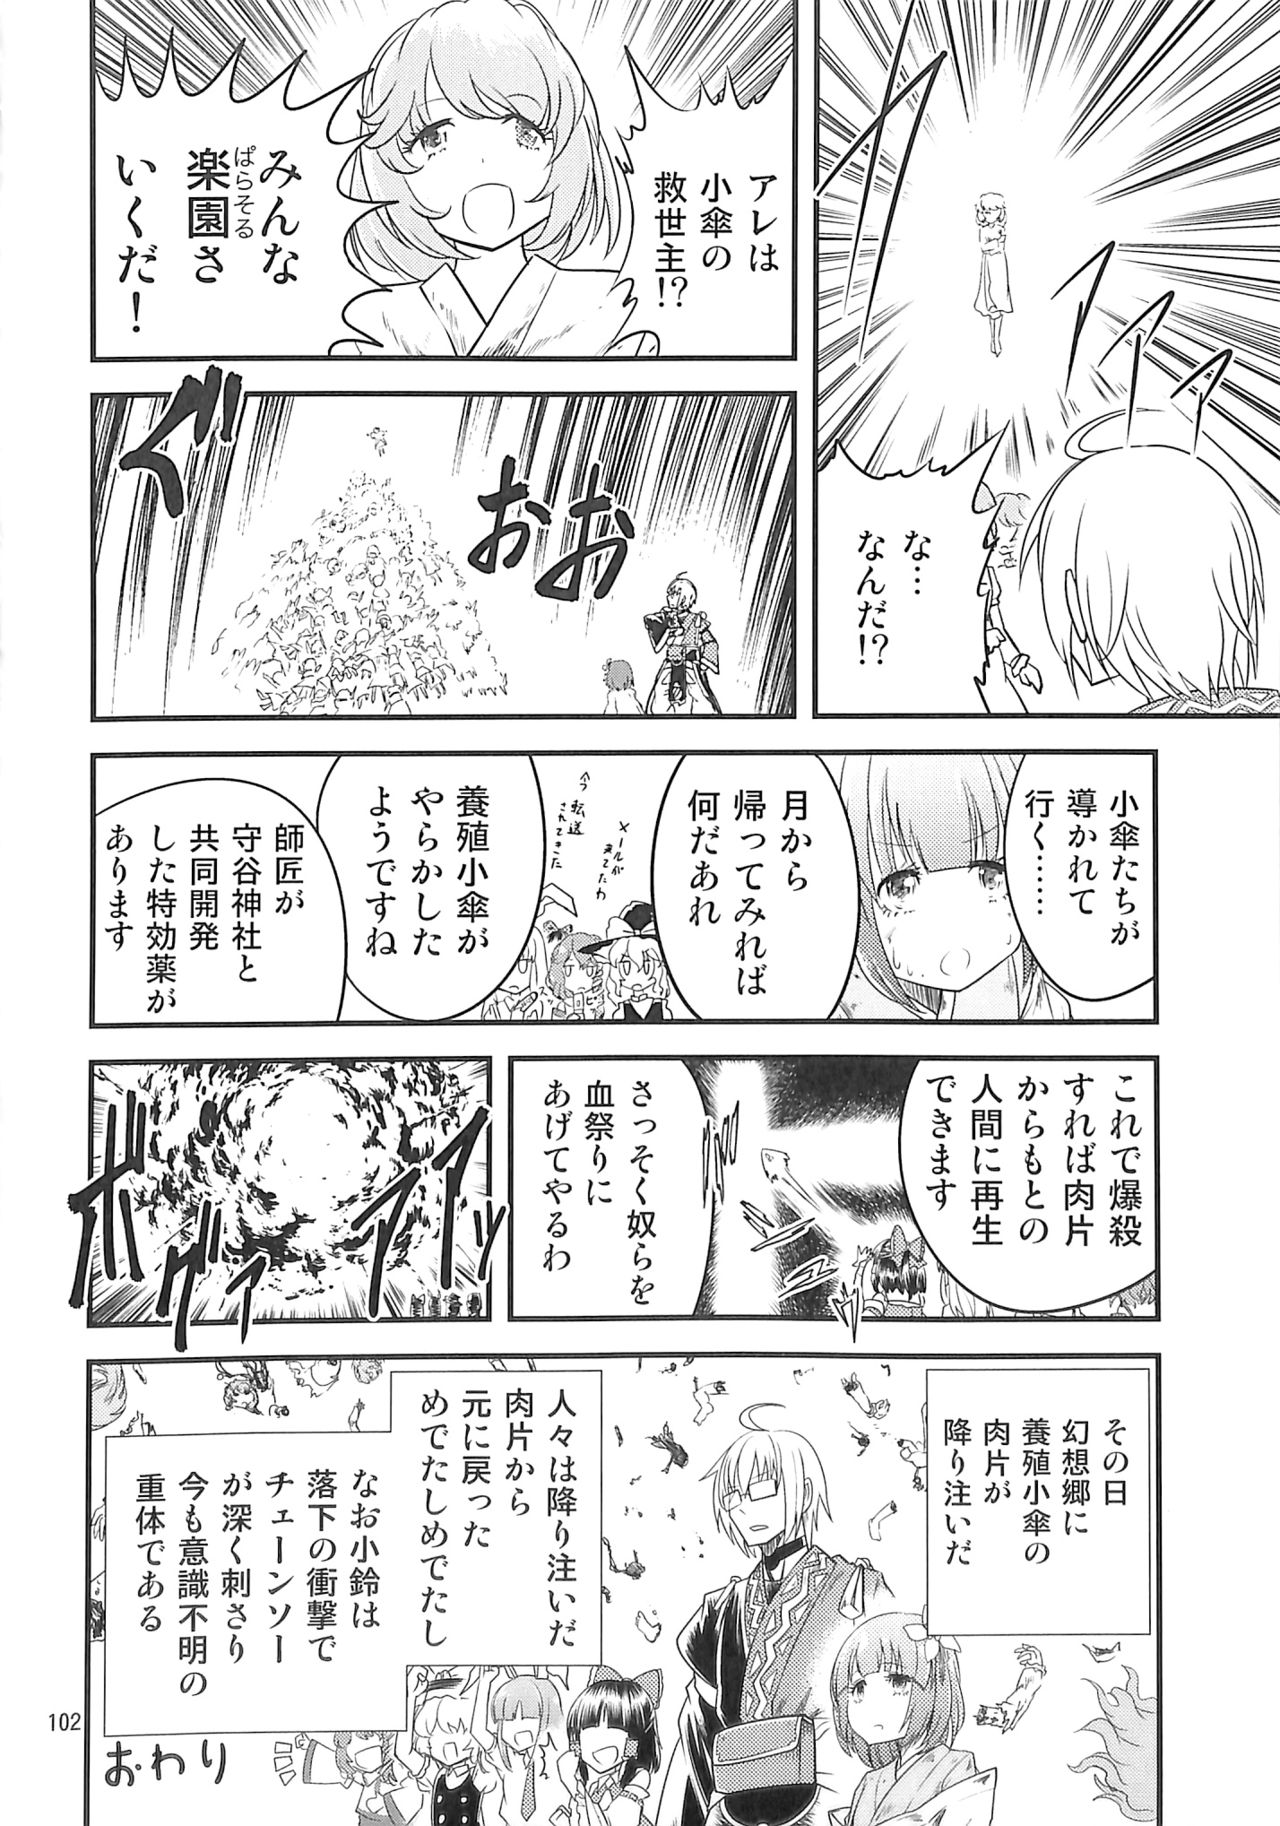 な…
なんだ!?
アレは
小傘の
救世主!?
みんな
楽園さ
ぱらそる
いくだ!
おお
グ
小傘たちが
導かれて
行く……
月から
帰ってみれば
何だあれ
メールが
来てたわ
今転送
されてきた
養殖小傘が
やらかした
ようですね
師匠が
守谷神社と
共同開発
した特効薬が
あります
これで爆殺
すれば肉片
からもとの
人間に再生
できます
さっそく奴らを
血祭りに
あげてやるわ
ボグァッ
その日
幻想郷に
養殖小傘の
肉片が
降り注いだ
人々は降り注いだ
肉片から
元に戻った
めでたしめでたし
なお小鈴は
落下の衝撃で
チェーンソー
が深く刺さり
今も意識不明の
重体である
おわり
102